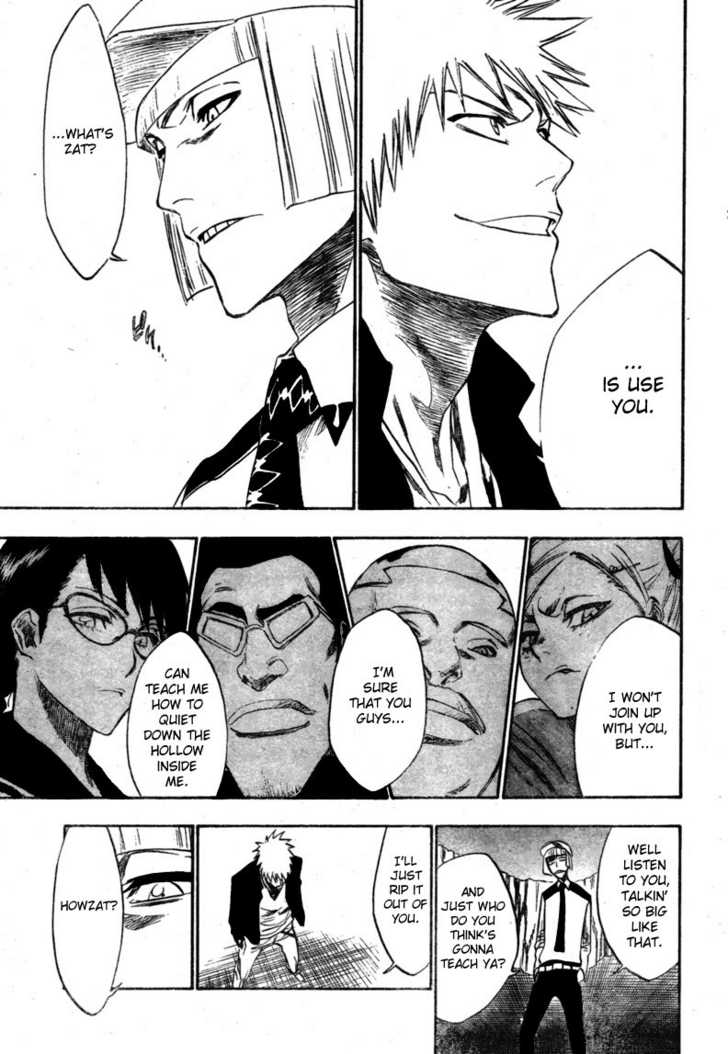 ...
IS USE
YOU.
...WHAT'S
ZAT?
I WON'T
JOIN UP
WITH YOU,
BUT...
I'M
SURE
THAT YOU
GUYS...
CAN
TEACH ME
HOW TO
QUIET
DOWN THE
HOLLOW
INSIDE
ME.
WELL
LISTEN
TO YOU,
TALKIN'
SO BIG
LIKE
THAT.
AND
JUST WHO
DO YOU
THINK'S
GONNA
TEACH YA?
I'LL
JUST
RIP IT
OUT OF
YOU.
HOWZAT?